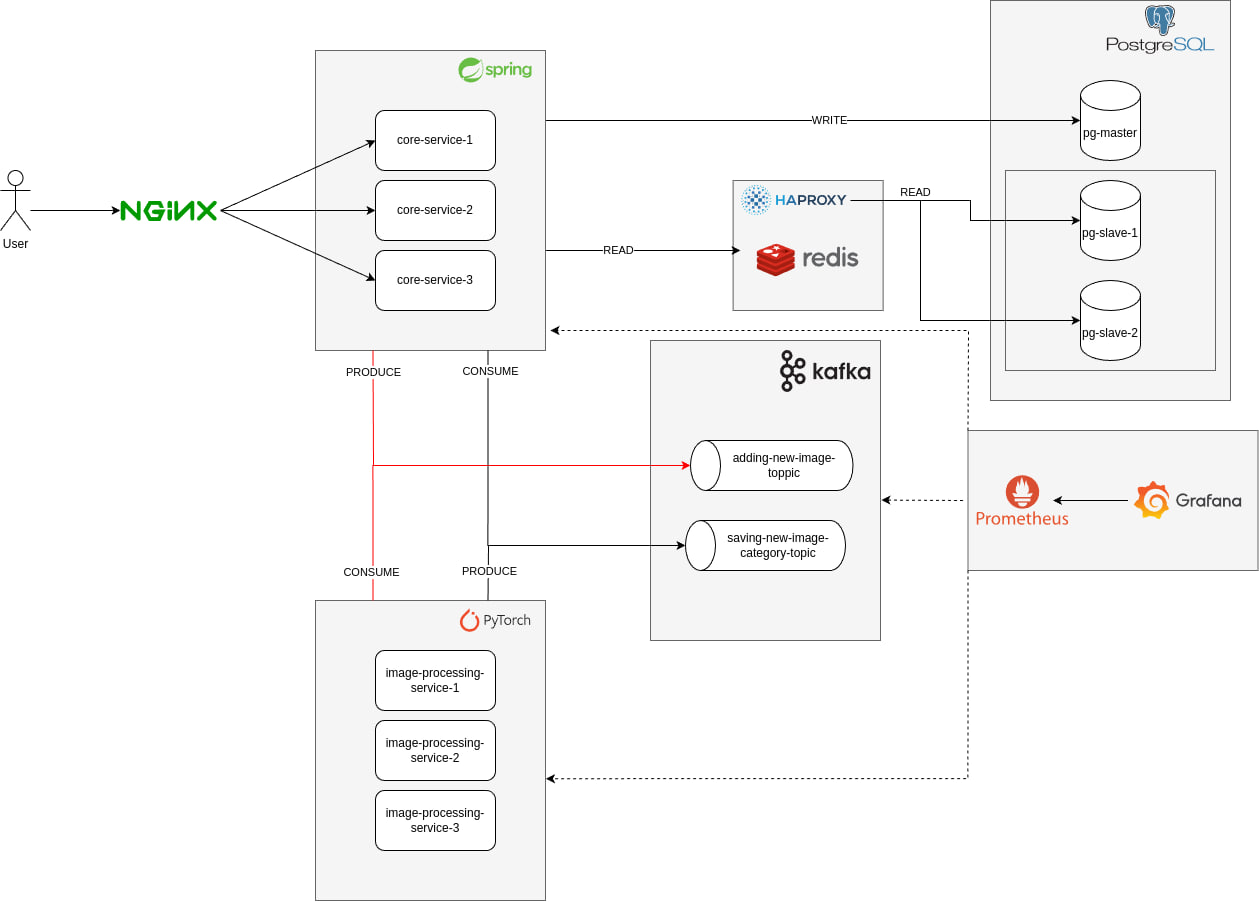 PostgreSQL
spring
core-service-1
WRITE
pg-master
User
NGiNX
core-service-2
HAPROXY
READ
pg-slave-1
READ
redis
core-service-3
pg-slave-2
PRODUCE
CONSUME
kafka
adding-new-image-
toppic
Prometheus
Grafana
saving-new-image-
category-topic
CONSUME
PRODUCE
PyTorch
image-processing-
service-1
image-processing-
service-2
image-processing-
service-3